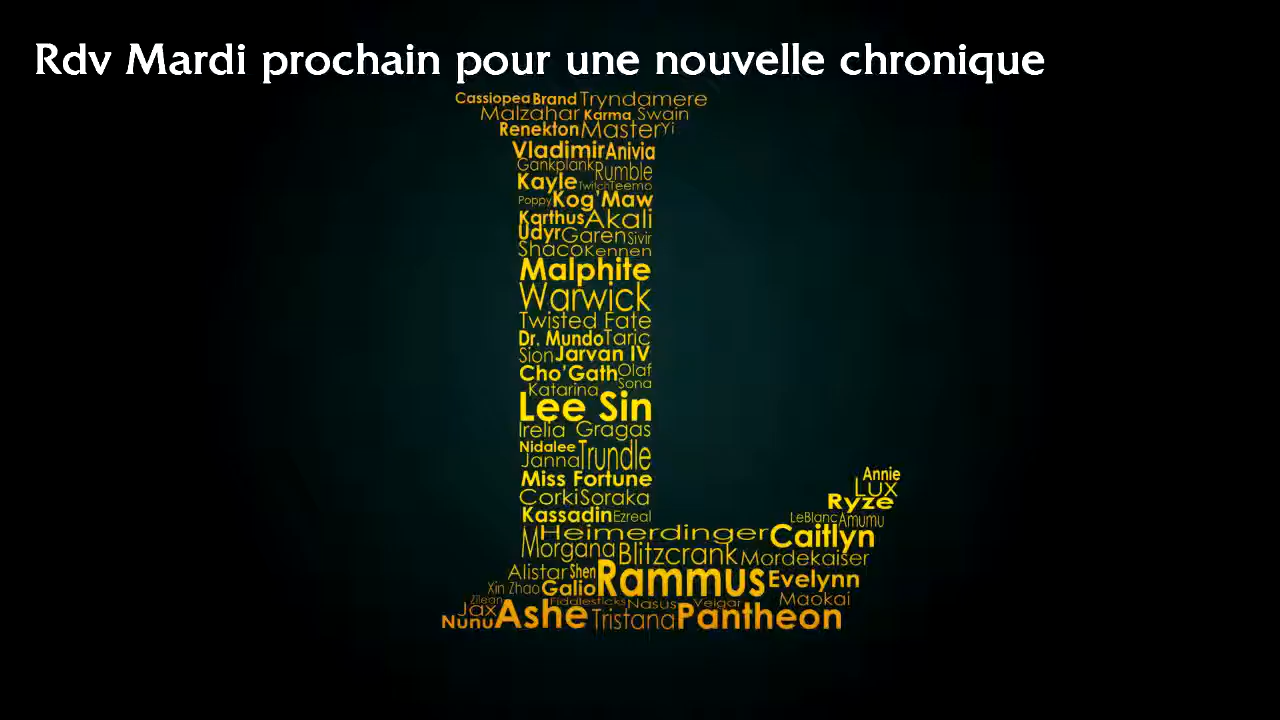 Rdv Mardi prochain pour une nouvelle chronique
Cassiopea Brand Tryndamere
Malzahar Karma Swain
Renekton Master Yi
Vladimir Anivia
Gankplank Rumble
Kayle Twitch Teemo
Poppy Kog'Maw
Karthus Akali
Udyr Garen Sivir
Shaco Kennen
Malphite
Warwick
Twisted Fate
Dr. Mundo Taric
Sion Jarvan IV
Cho'Gath Olaf
Katarina Sona
Lee Sin
Irelia Gragas
Nidalee Trundle
Janna
Miss Fortune
Annie
Lux
Corki Soraka
Ryze
Kassadin Ezreal
LeBlanc Amumu
Heimerdinger Caitlyn
Morgana Blitzcrank Mordekaiser
Alistar Shen Rammus Evelynn
Xin Zhao Galio
Zilean Fiddlesticks Nasus Veigar Maokai
Jax Ashe Tristana Pantheon
Nunu